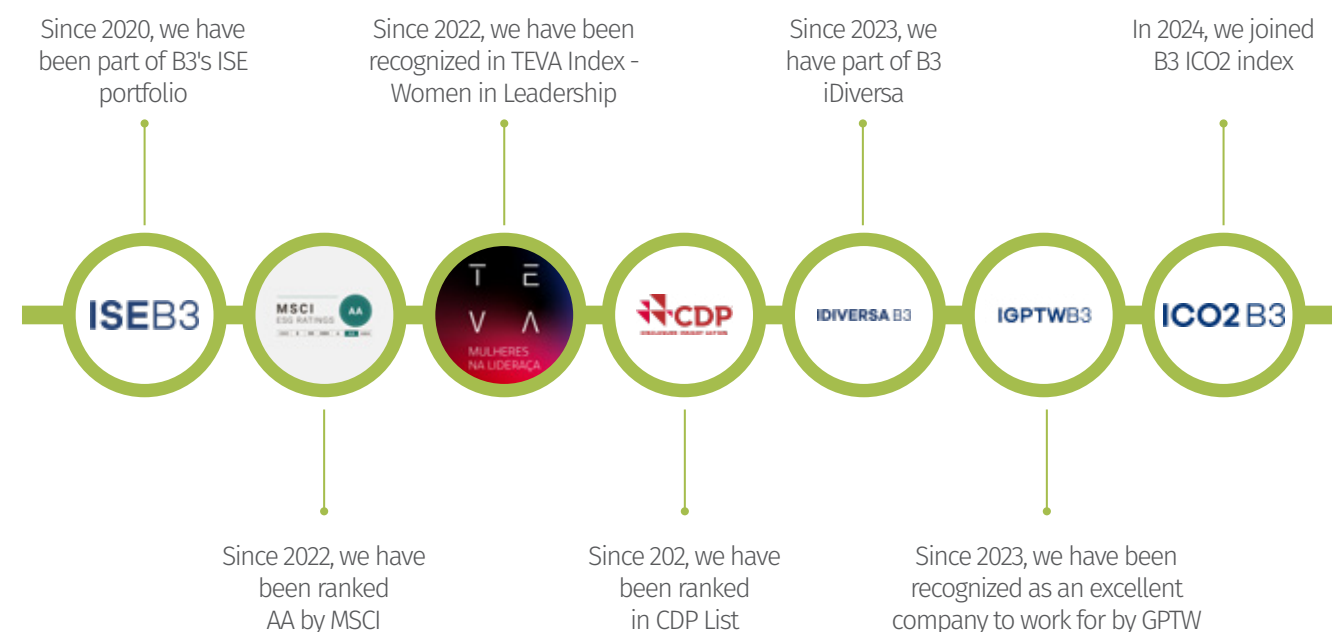 Since 2020, we have
been part of B3's ISE
portfolio
Since 2022, we have been
recognized in TEVA Index -
Women in Leadership
Since 2023, we
have part of B3
iDiversa
In 2024, we joined
B3 ICO2 index
ISEB3
MSCI
ESG RATINGS
AA
T E
V Λ
MULHERES
NA LIDERAÇA
CDP
IDIVERSA B3
IGPTWB3
ICO2 B3
Since 2022, we have
been ranked
AA by MSCI
Since 202, we have
been ranked
in CDP List
Since 2023, we have been
recognized as an excellent
company to work for by GPTW